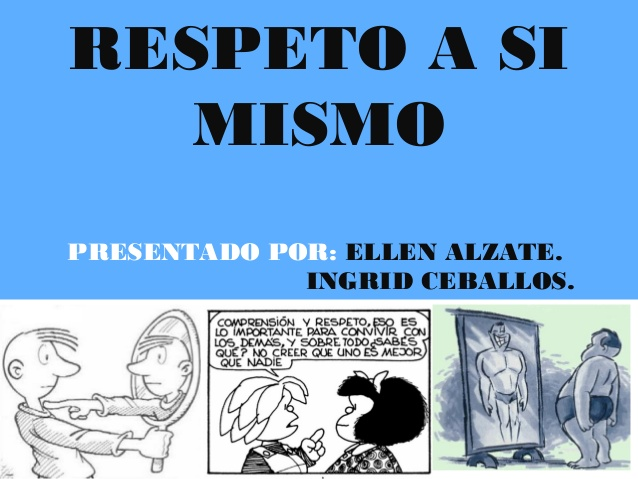 RESPETO A SI
MISMO
PRESENTADO POR: ELLEN ALZATE.
INGRID CEBALLOS.
COMPRENSIÓN Y RESPETO, ESO ES
LO IMPORTANTE PARA CONVIVIR CON
LOS DEMÁS, Y SOBRE TODO ¿SABES
QUÉ? NO CREER QUE UNO ES MEJOR
QUE NADIE